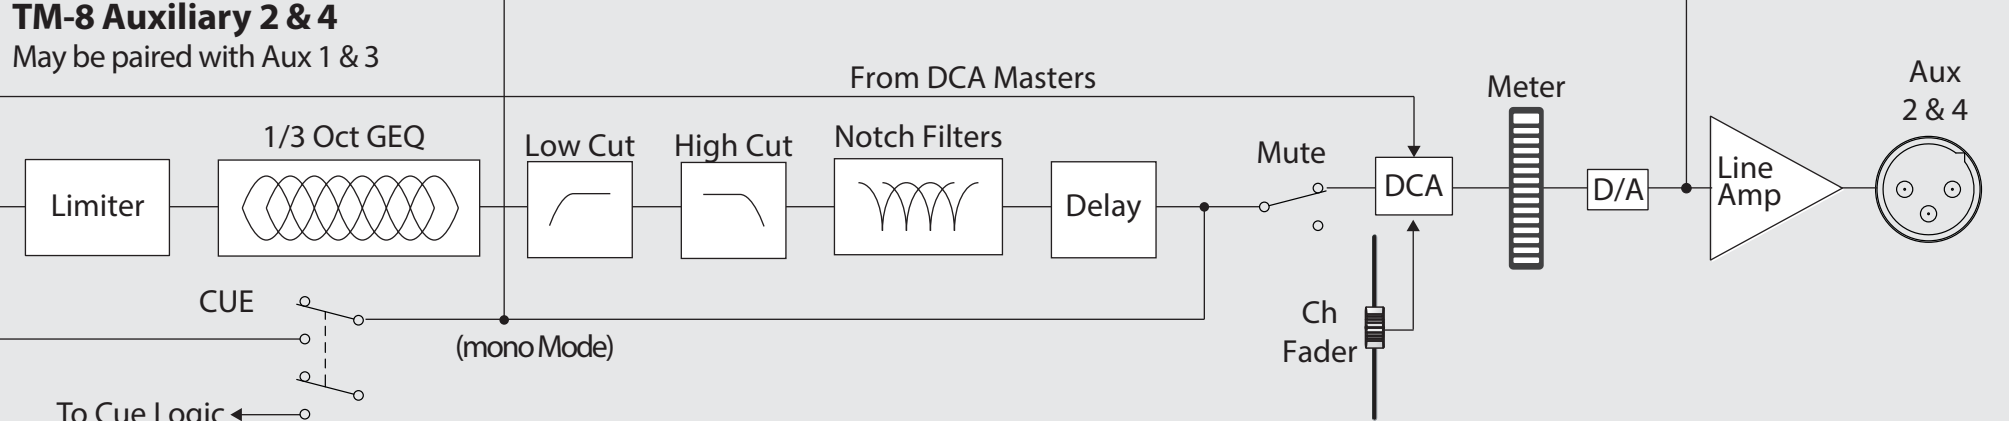 TM-8 Auxiliary 2 & 4
May be paired with Aux 1 & 3
From DCA Masters
Meter
Aux
2 & 4
1/3 Oct GEQ
Low Cut
High Cut
Notch Filters
Mute
Limiter
Delay
DCA
D/A
Line
Amp
CUE
(mono Mode)
Ch
Fader
To Cue Logic